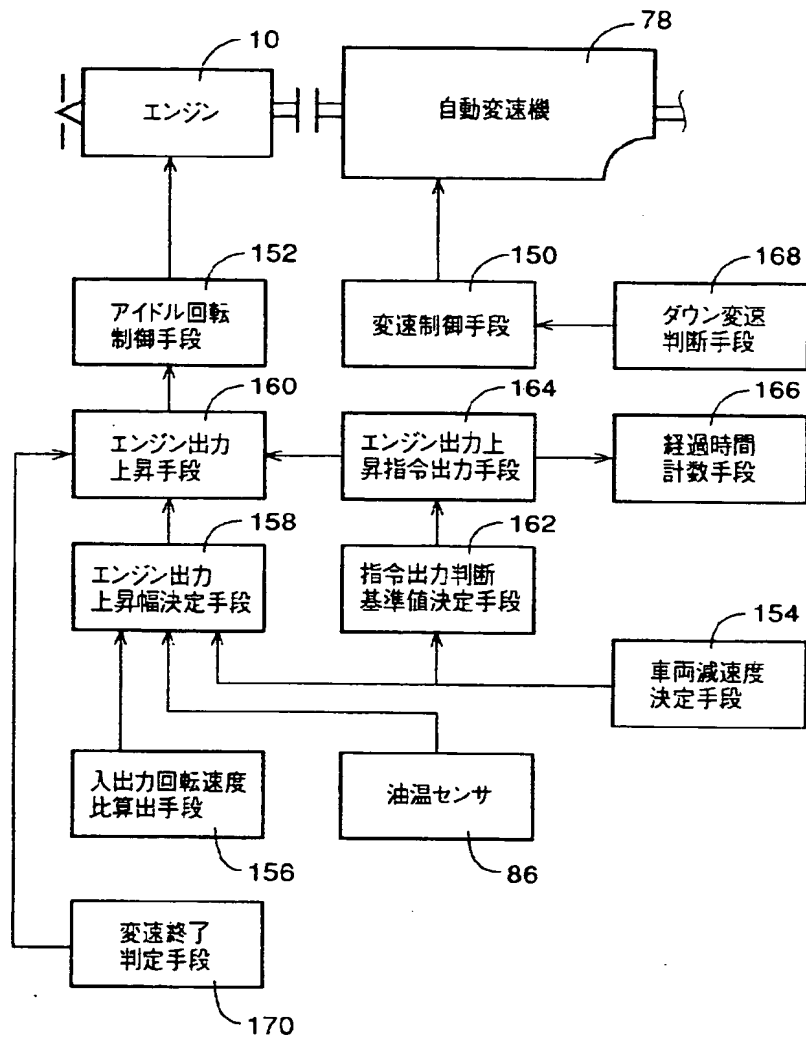 10
エンジン
78
自動変速機
152
アイドル回転
制御手段
150
変速制御手段
168
ダウン変速
判断手段
160
エンジン出力
上昇手段
164
エンジン出力上
昇指令出力手段
166
経過時間
計数手段
158
エンジン出力
上昇幅決定手段
162
指令出力判断
基準値決定手段
154
車両減速度
決定手段
入出力回転速度
比算出手段
156
油温センサ
86
変速終了
判定手段
170